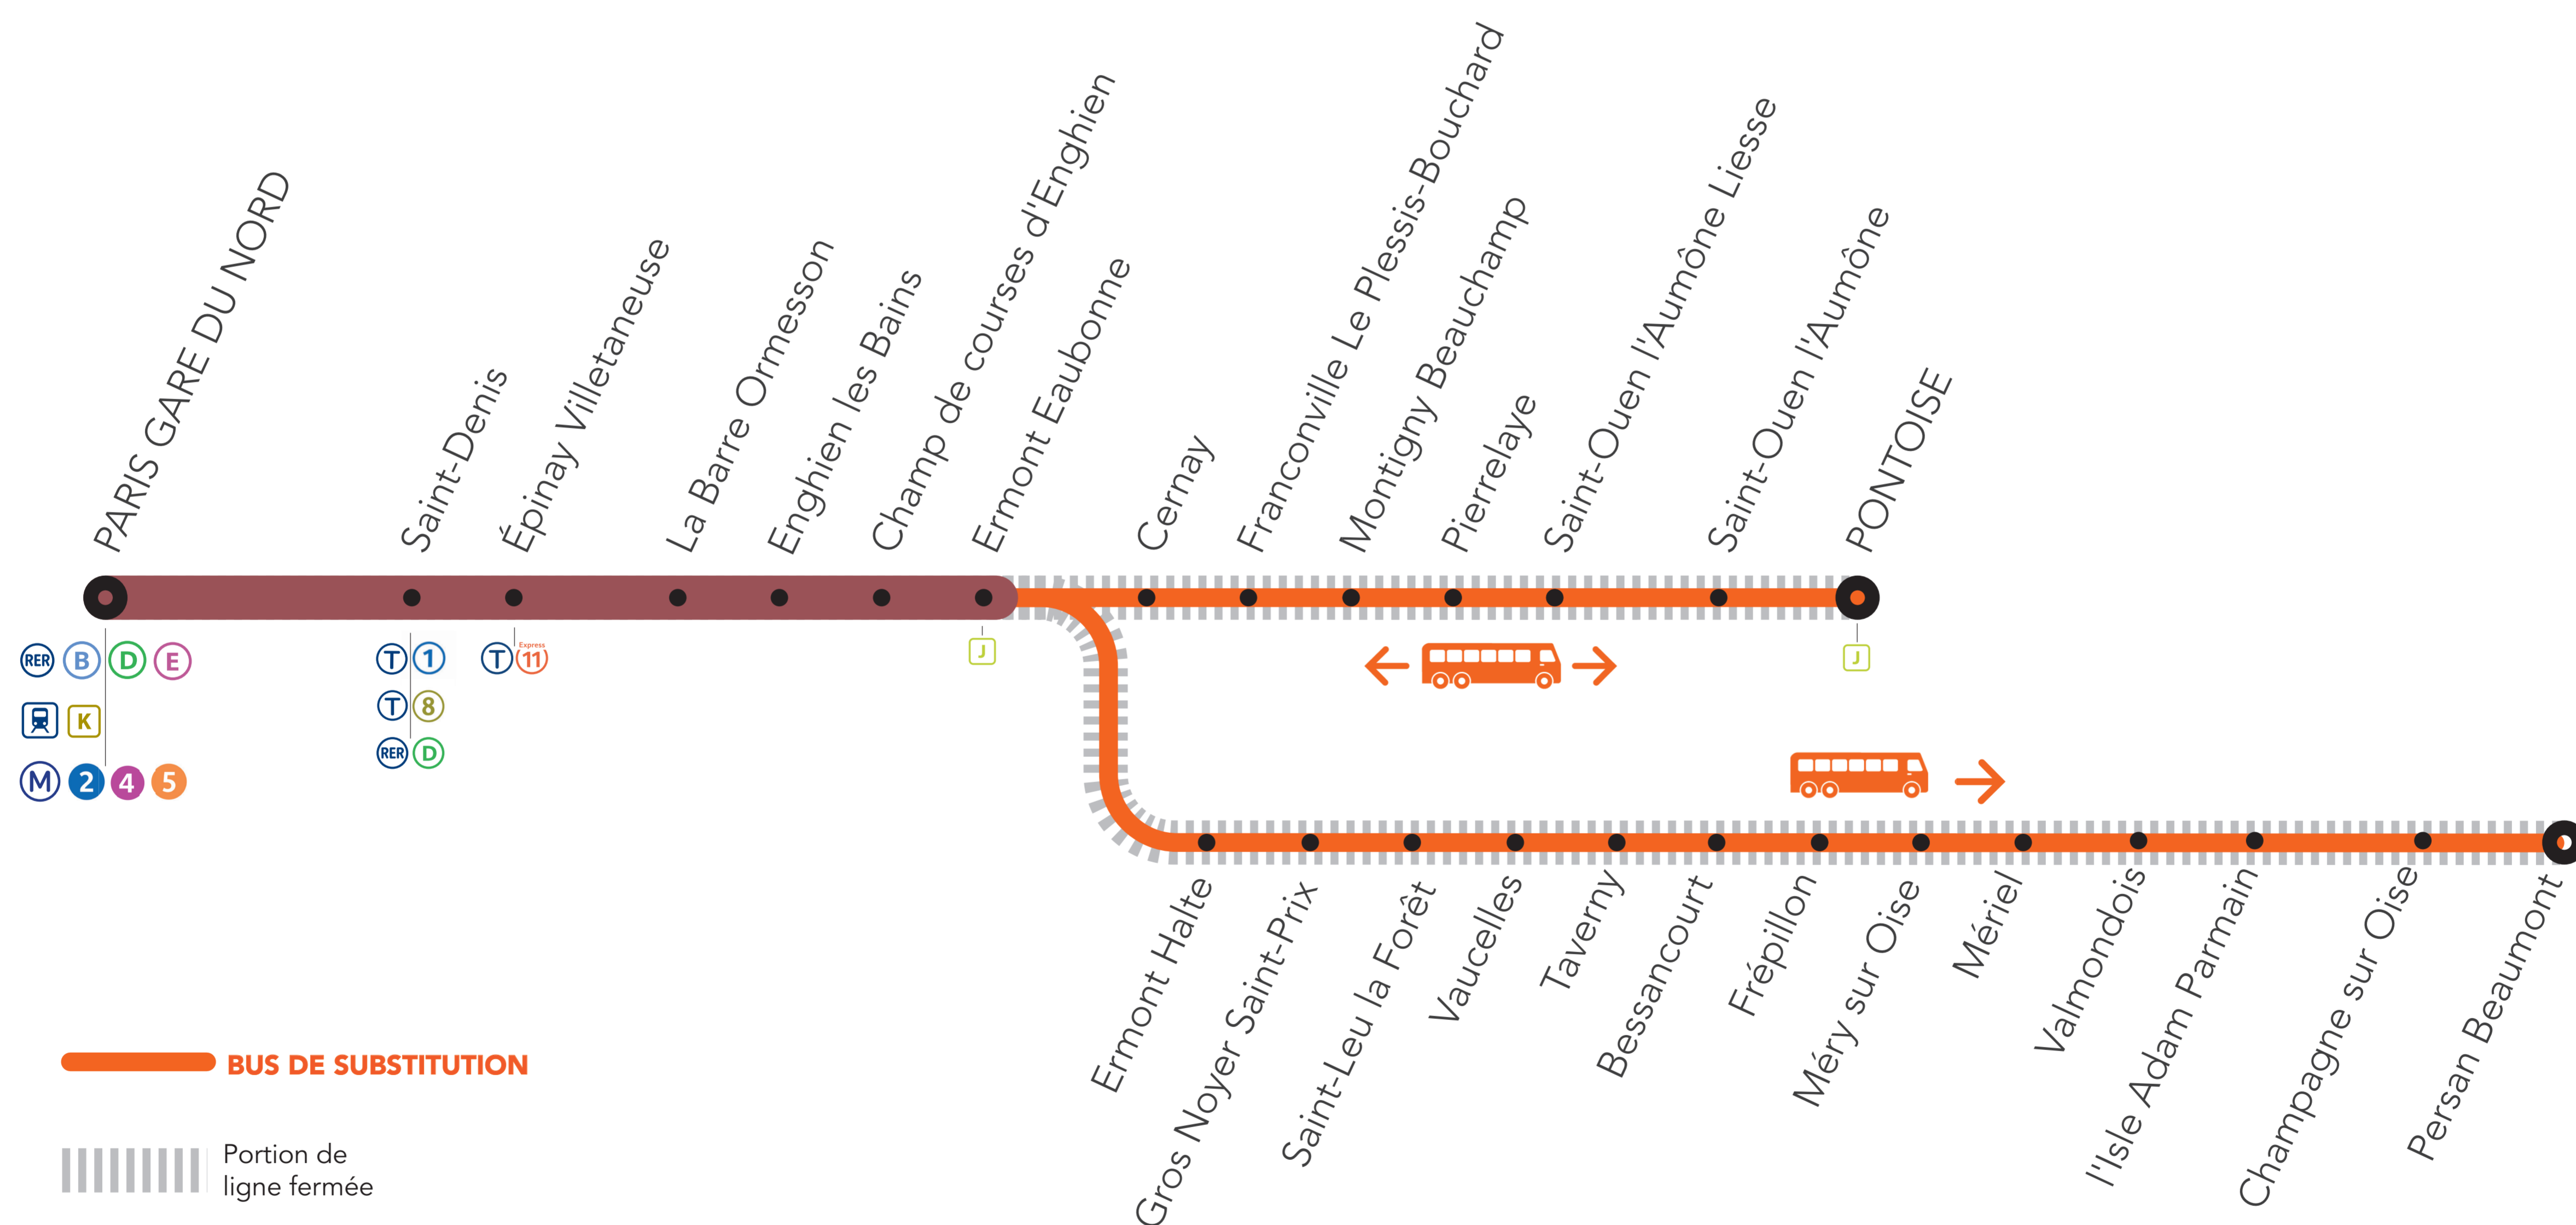 PARIS GARE DU NORD
Saint-Denis
Épinay Villetaneuse
La Barre Ormesson
Enghien les Bains
Champ de courses d'Enghien
Ermont Eaubonne
Cernay
Franconville Le Plessis-Bouchard
Montigny Beauchamp
Pierrelaye
Saint-Ouen l'Aumône Liesse
Saint-Ouen l'Aumône
PONTOISE
RER B D E
K
M 2 4 5
T 1
T 8
RER D
T Express 11
J
J
Ermont Halte
Gros Noyer Saint-Prix
Saint-Leu la Forêt
Vaucelles
Taverny
Bessancourt
Frépillon
Méry sur Oise
Mériel
Valmondois
l'Isle Adam Parmain
Champagne sur Oise
Persan Beaumont
BUS DE SUBSTITUTION
Portion de
ligne fermée